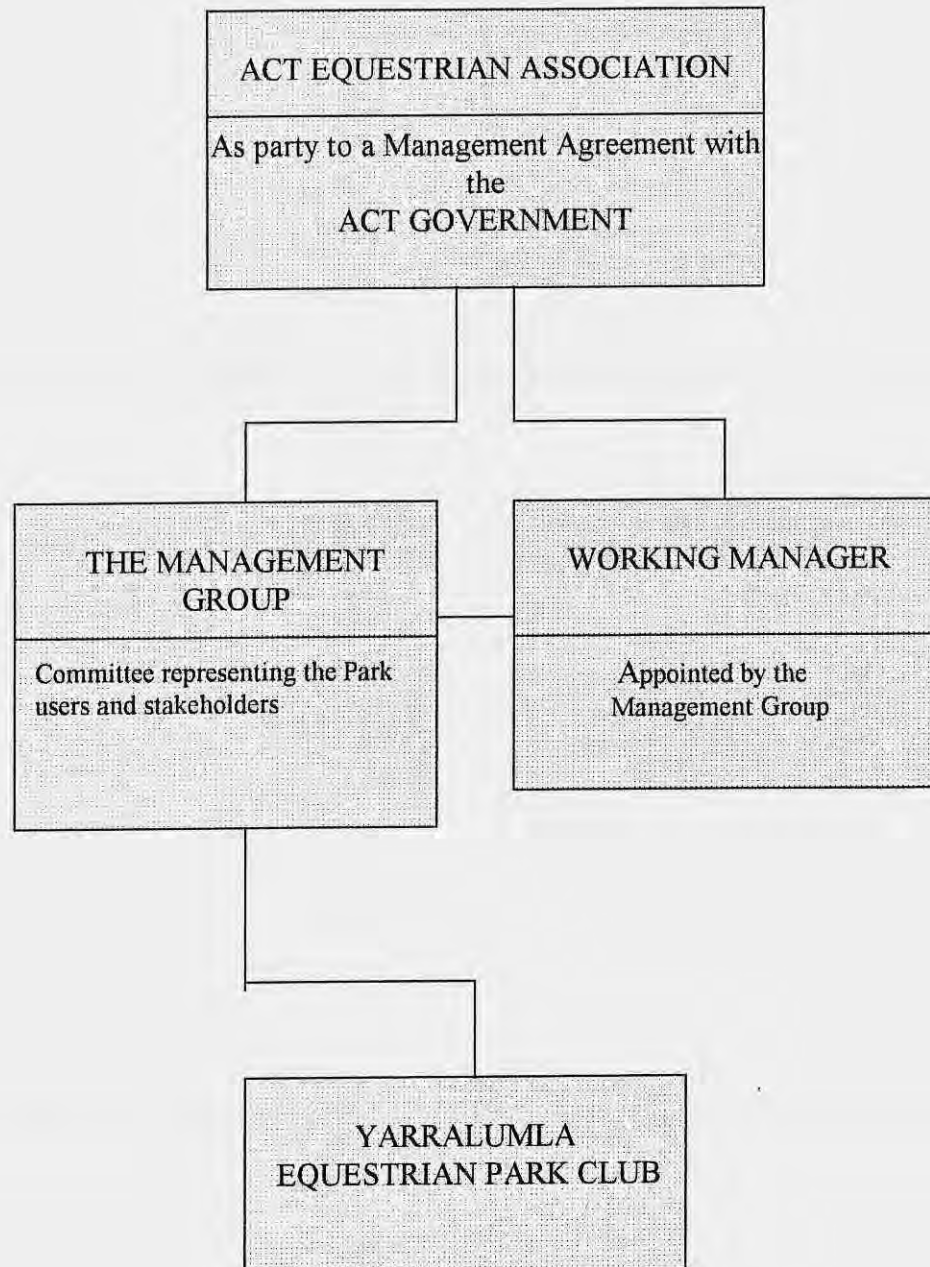 ACT EQUESTRIAN ASSOCIATION
As party to a Management Agreement with
the
ACT GOVERNMENT
THE MANAGEMENT
GROUP
Committee representing the Park
users and stakeholders
WORKING MANAGER
Appointed by the
Management Group
YARRALUMLA
EQUESTRIAN PARK CLUB